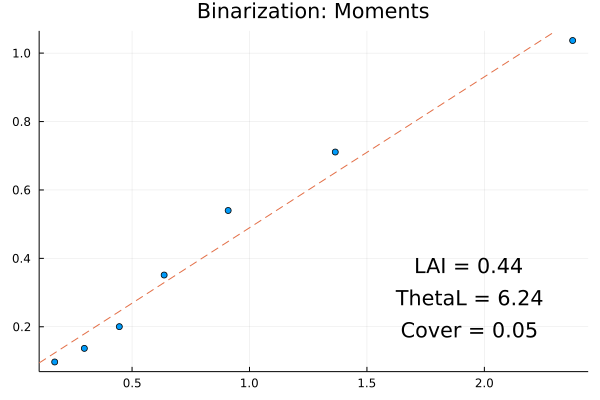 Binarization: Moments
1.0
0.8
0.6
0.4
0.2
LAI = 0.44
ThetaL = 6.24
Cover = 0.05
0.5 1.0 1.5 2.0